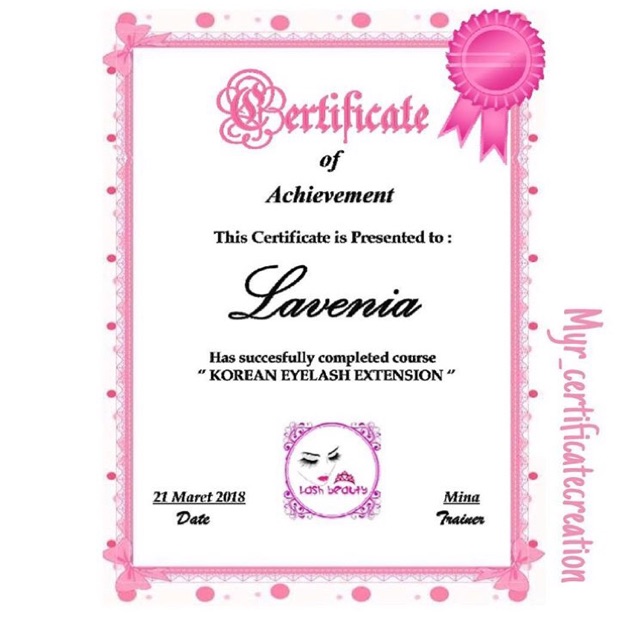 Certificate
of
Achievement
This Certificate is Presented to :
Lavenia
Has succesfully completed course
“ KOREAN EYELASH EXTENSION “
Lash beauty
21 Maret 2018
Date
Mina
Trainer
Myr_certificatecreation